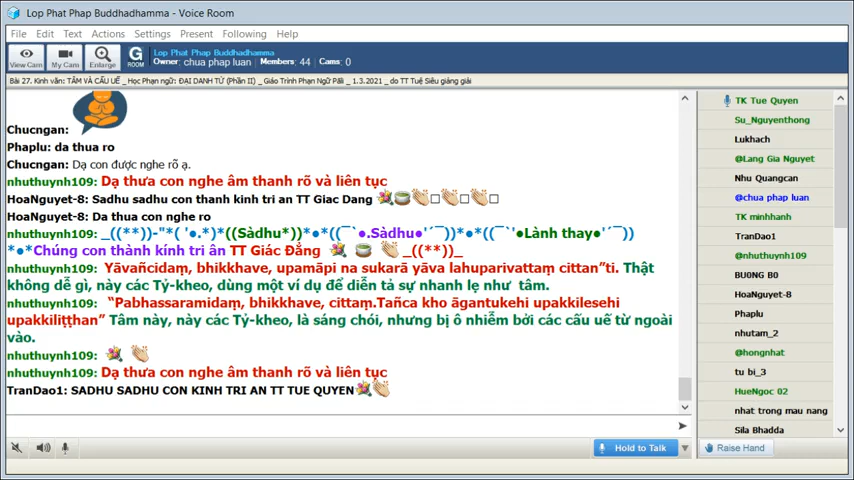 Lop Phat Phap Buddhadhamma - Voice Room
File Edit Text Actions Settings Present Following Help
View Cam My Cam Enlarge G ROOM
Lop Phat Phap Buddhadhamma
Owner: chua phap luan Members: 44 Cams: 0
Bài 27. Kinh văn: TÂM VÀ CẤU UẾ _ Học Phạn ngữ: ĐẠI DANH TỪ (Phần II) _ Giáo Trình Phạn Ngữ Pāli _ 1.3.2021 _ do TT Tuệ Siêu giảng giải
Chucngan:
Phaplu: da thua ro
Chucngan: Dạ con được nghe rõ ạ.
nhuthuynh109: Dạ thưa con nghe âm thanh rõ và liên tục
HoaNguyet-8: Sadhu sadhu con thanh kinh tri an TT Giac Dang
HoaNguyet-8: Da thua con nghe ro
nhuthuynh109: _((**))-"*( '●.*)*((Sàdhu*))*●*((¯`●.Sàdhu●'´¯))*●*((¯`'●Lành thay●'´¯))
*●*Chúng con thành kính tri ân TT Giác Đẳng _((**))_
nhuthuynh109: Yāvañcidaṃ, bhikkhave, upamāpi na sukarā yāva lahuparivattaṃ cittan"ti. Thật
không dễ gì, này các Tỷ-kheo, dùng một ví dụ để diễn tả sự nhanh lẹ như tâm.
nhuthuynh109: "Pabhassaramidaṃ, bhikkhave, cittaṃ.Tañca kho āgantukehi upakkilesehi
upakkiliṭṭhan" Tâm này, này các Tỷ-kheo, là sáng chói, nhưng bị ô nhiễm bởi các cấu uế từ ngoài
vào.
nhuthuynh109:
nhuthuynh109: Dạ thưa con nghe âm thanh rõ và liên tục
TranDao1: SADHU SADHU CON KINH TRI AN TT TUE QUYEN
TK Tue Quyen
Su_Nguyenthong
Lukhach
@Lang Gia Nguyet
Nhu Quangcan
@chua phap luan
TK minhhanh
TranDao1
@nhuthuynh109
BU0NG B0
HoaNguyet-8
Phaplu
nhutam_2
@hongnhat
tu bi_3
HueNgoc 02
nhat trong mau nang
Sila Bhadda
Hold to Talk
Raise Hand